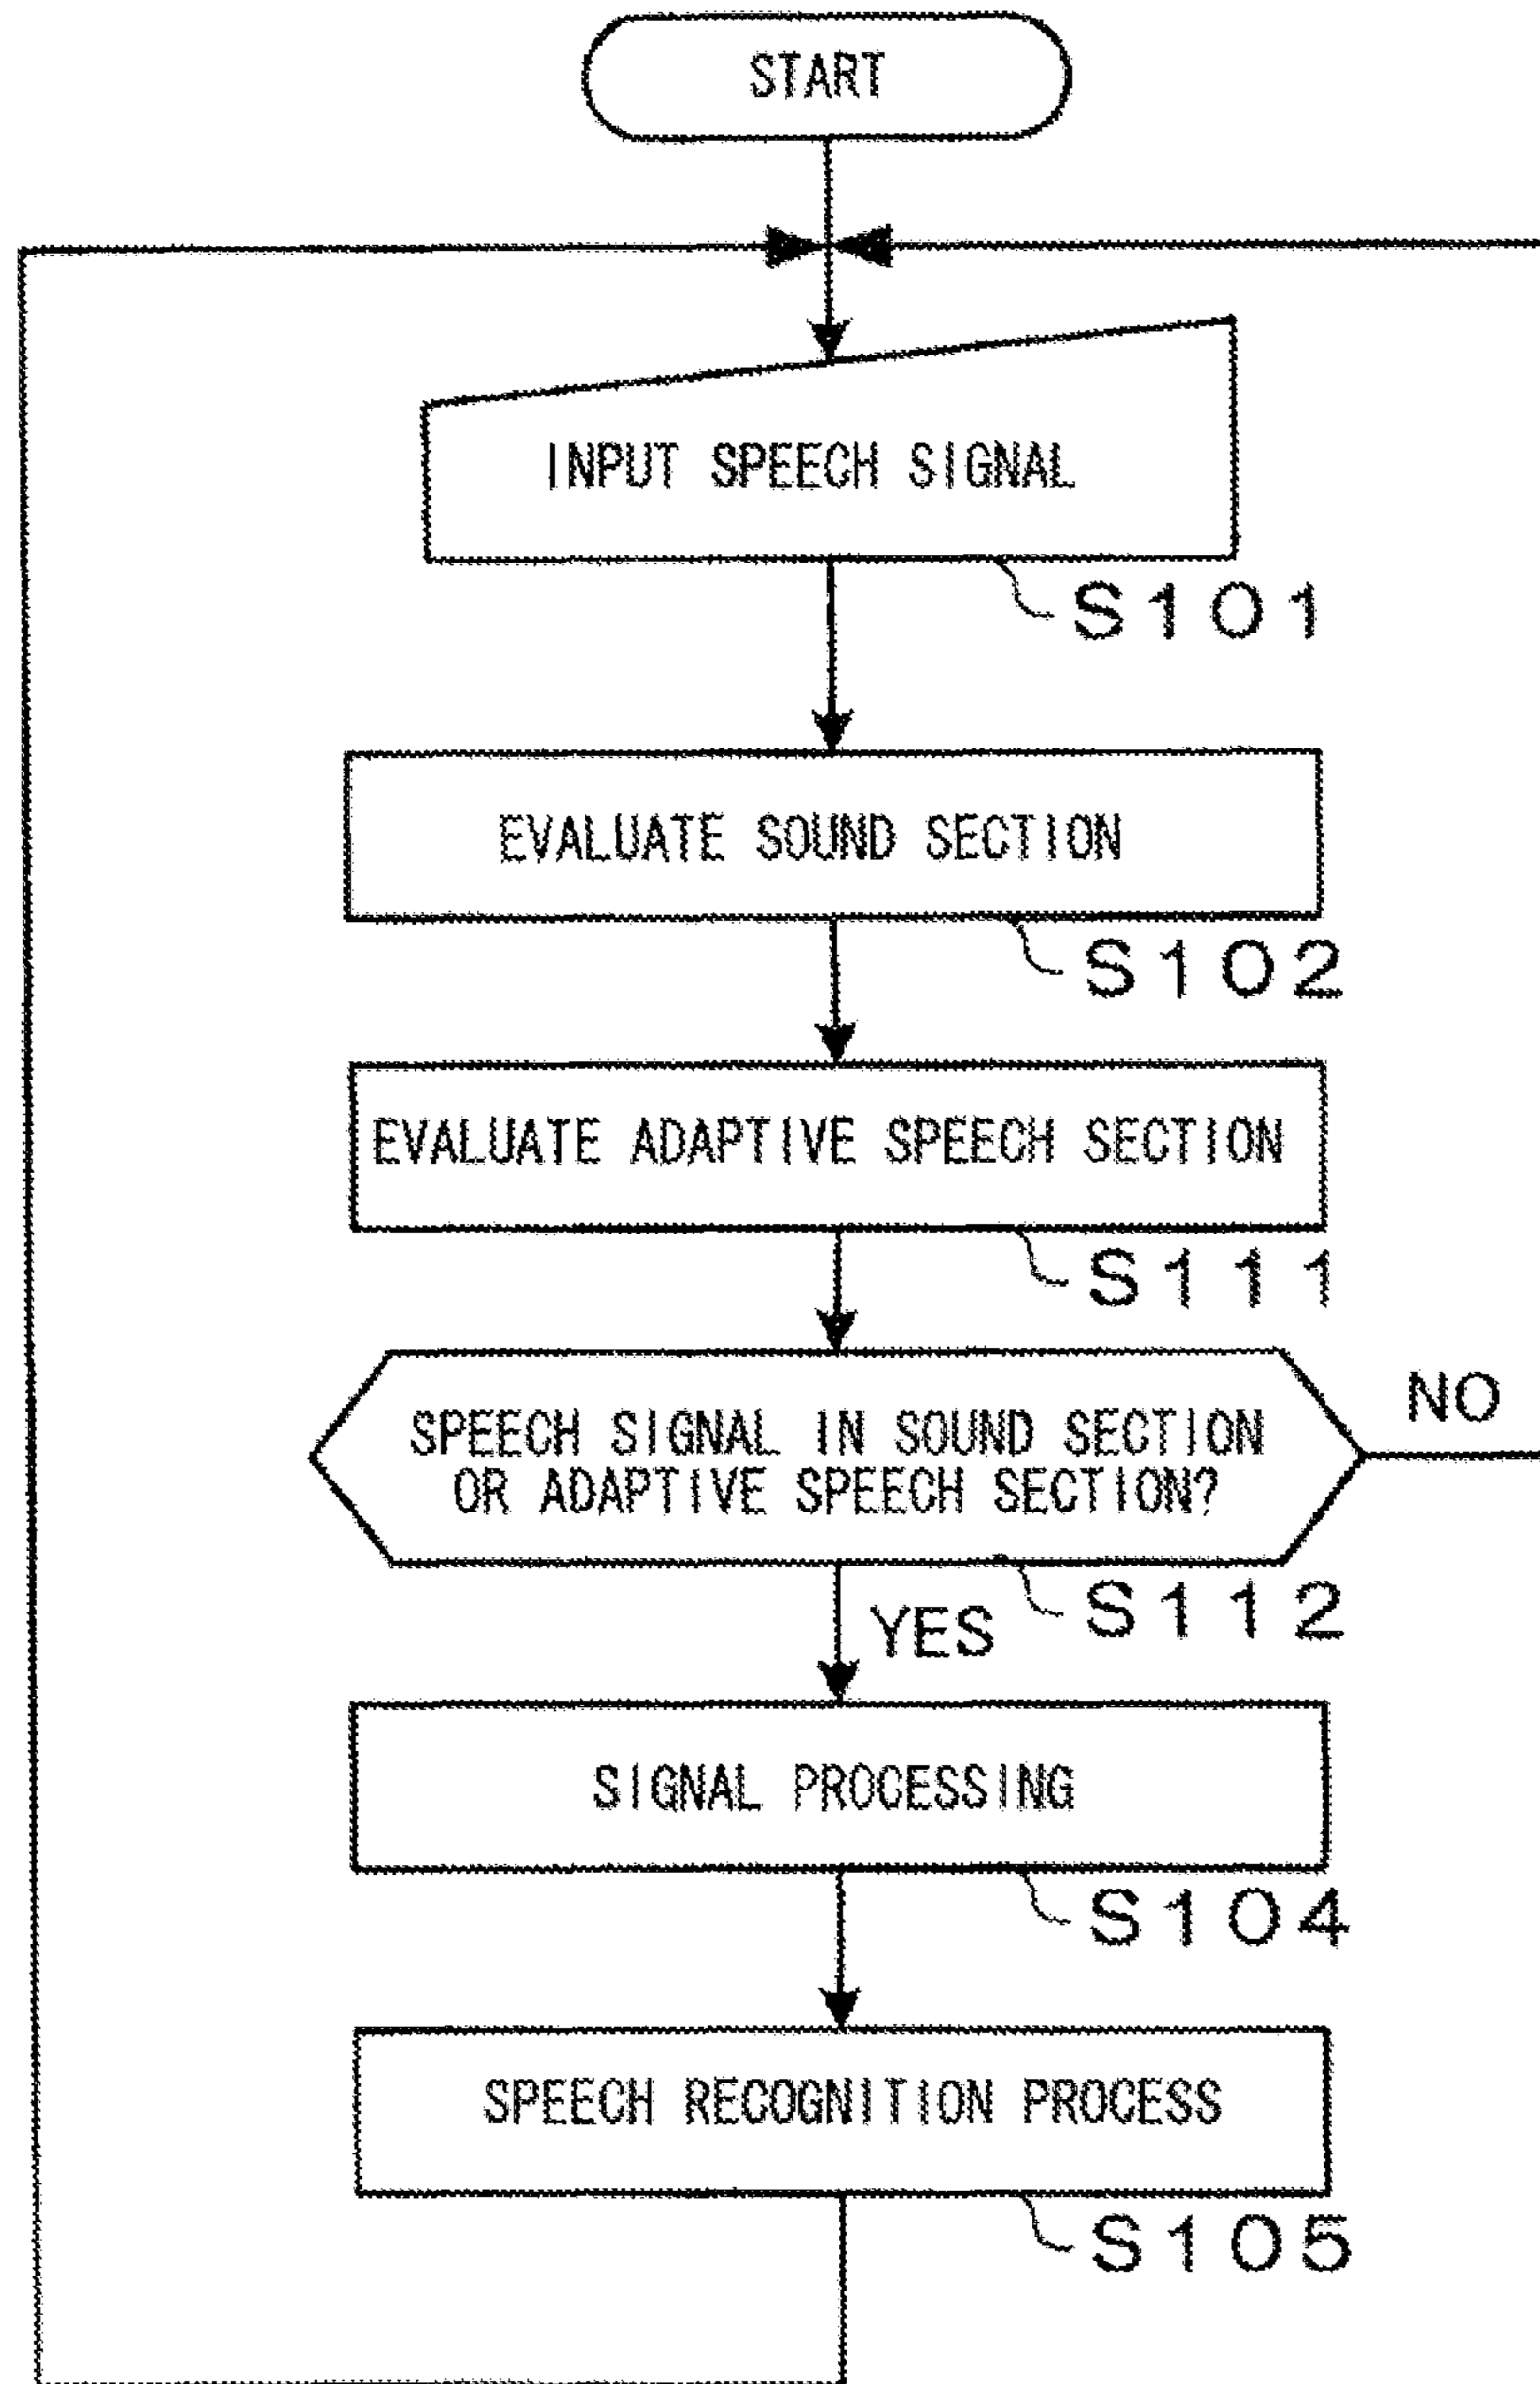 START
INPUT SPEECH SIGNAL
S101
EVALUATE SOUND SECTION
S102
EVALUATE ADAPTIVE SPEECH SECTION
S111
SPEECH SIGNAL IN SOUND SECTION
OR ADAPTIVE SPEECH SECTION?
NO
S112
YES
SIGNAL PROCESSING
S104
SPEECH RECOGNITION PROCESS
S105